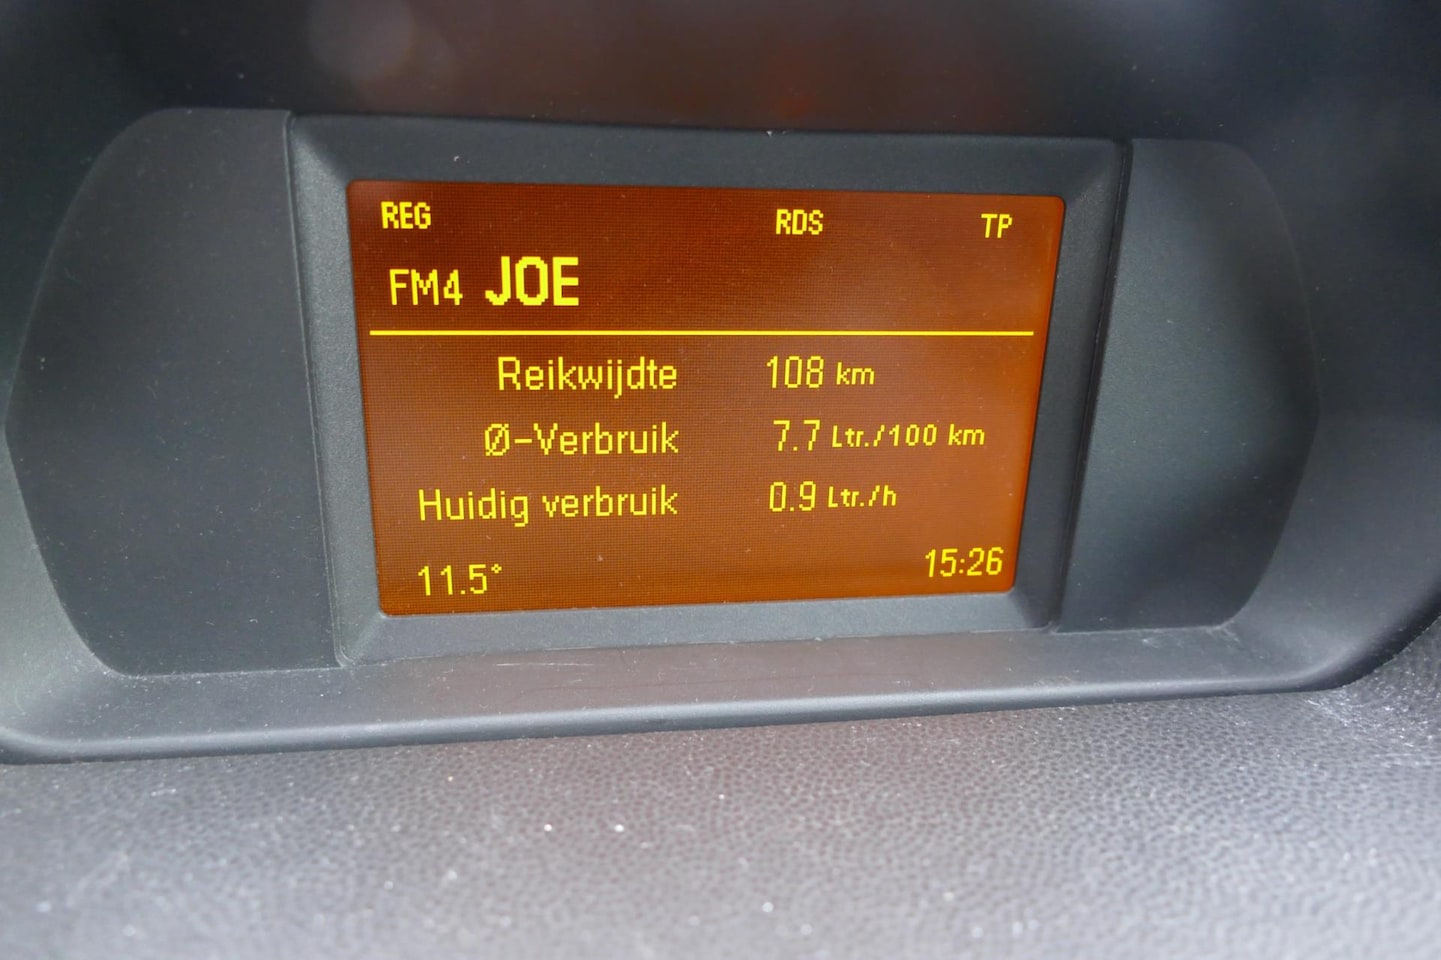 REG RDS TP
FM4 JOE
Reikwijdte 108 km
Ø-Verbruik 7.7 Ltr./100 km
Huidig verbruik 0.9 Ltr./h
11.5° 15:26